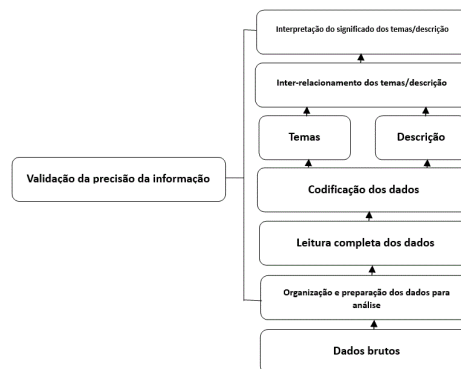 Interpretação do significado dos temas/descrição
Inter-relacionamento dos temas/descrição
Temas
Descrição
Validação da precisão da informação
Codificação dos dados
Leitura completa dos dados
Organização e preparação dos dados para
análise
Dados brutos